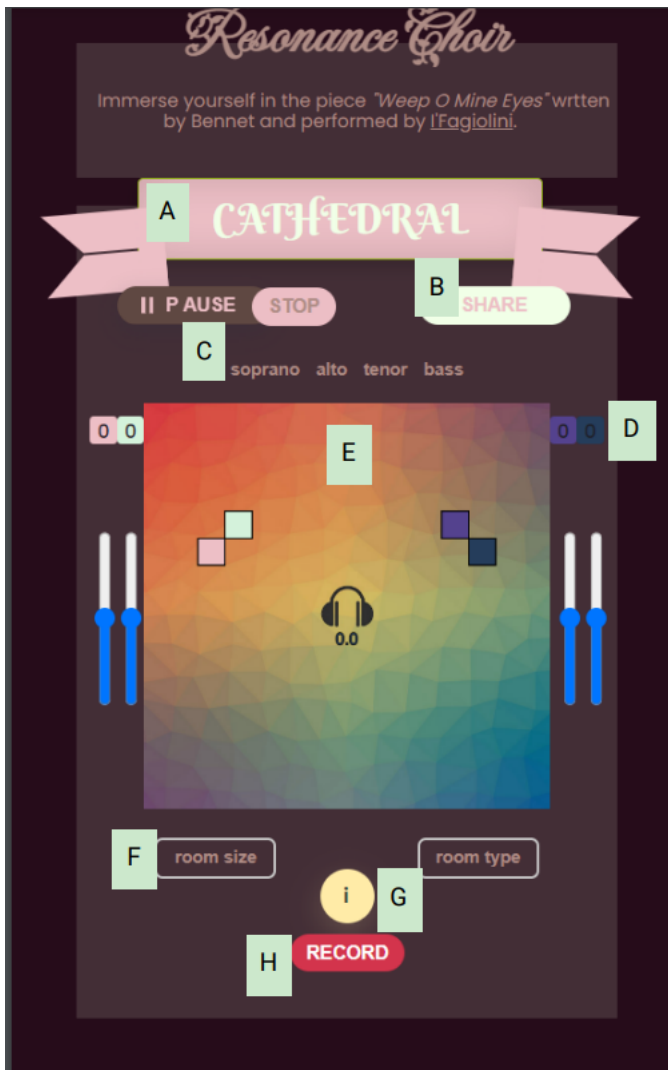 Resonance Choir
Immerse yourself in the piece "Weep O Mine Eyes" wrtten
by Bennet and performed by I'Fagiolini.
A
CATHEDRAL
B
PAUSE STOP SHARE
C
soprano alto tenor bass
0 0 0 0 D
E
0.0
F room size room type
i G
H RECORD